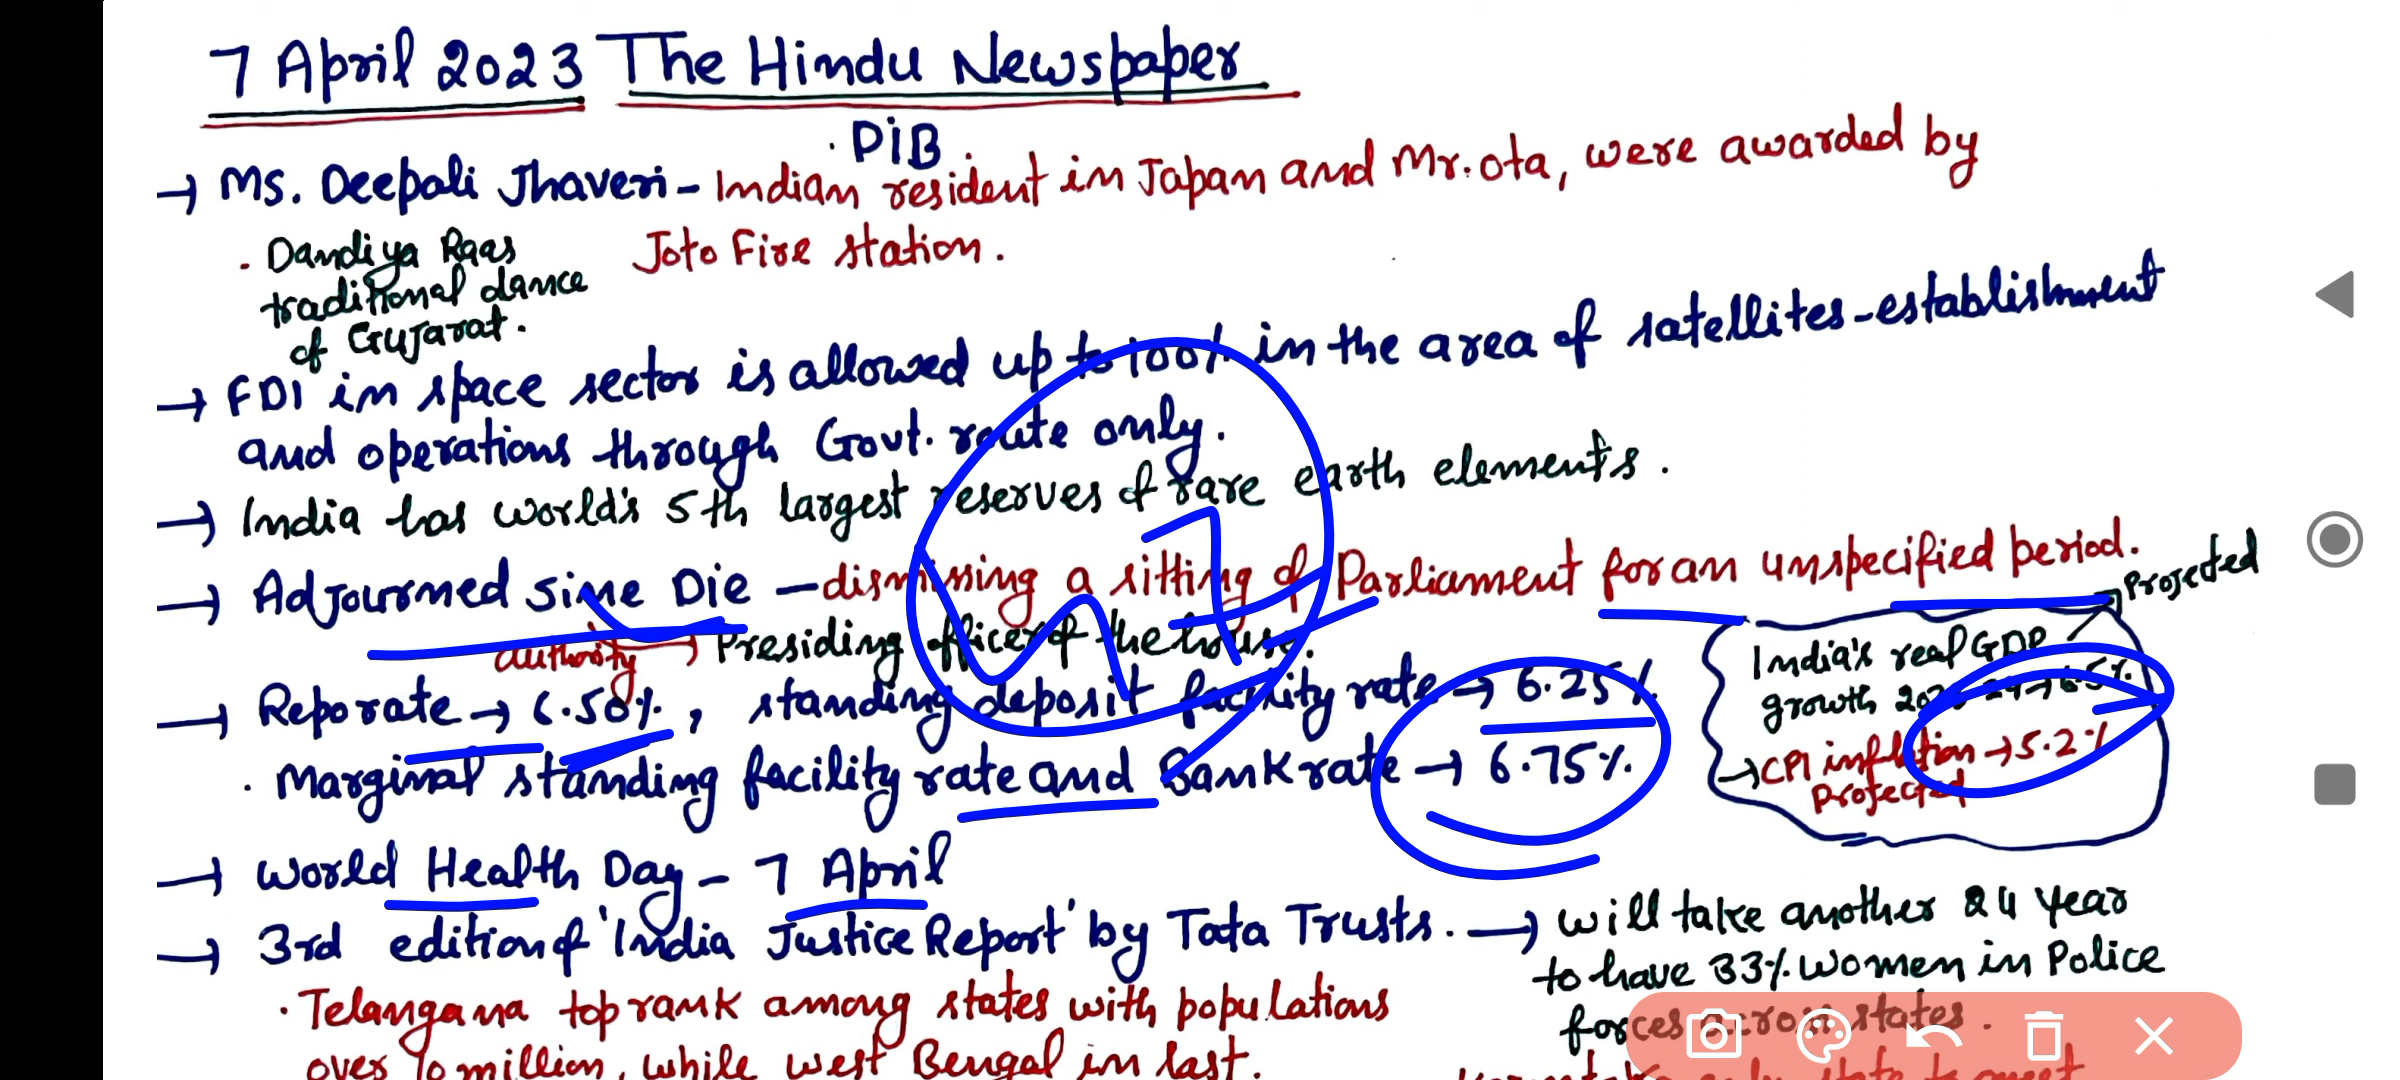 7 April 2023 The Hindu Newspaper
. PiB
→ Ms. Deepali Jhaveri - Indian resident in Japan and Mr. Ota, were awarded by
Joto Fire station.
. Dandiya Raas
traditional dance
of Gujarat.
→ FDI in space sector is allowed up to 100% in the area of satellites-establishment
and operations through Govt. route only.
→ India has world's 5th largest reserves of rare earth elements.
→ Adjourned Sine Die - dismissing a sitting of Parliament for an unspecified period.
authority → Presiding officer of the house.
→ Repo rate → 6.50%, standing deposit facility rate → 6.25%
. Marginal standing facility rate and Bank rate → 6.75%.
Projected
India's real GDP
growth 2023-24 → 6.5%.
→ CPI inflation → 5.2%
Projected
→ World Health Day - 7 April
→ 3rd edition of 'India Justice Report' by Tata Trusts. → will take another 24 Year
to have 33% women in Police
forces across states.
. Telangana top rank among states with populations
over 10 million, while west Bengal in last.